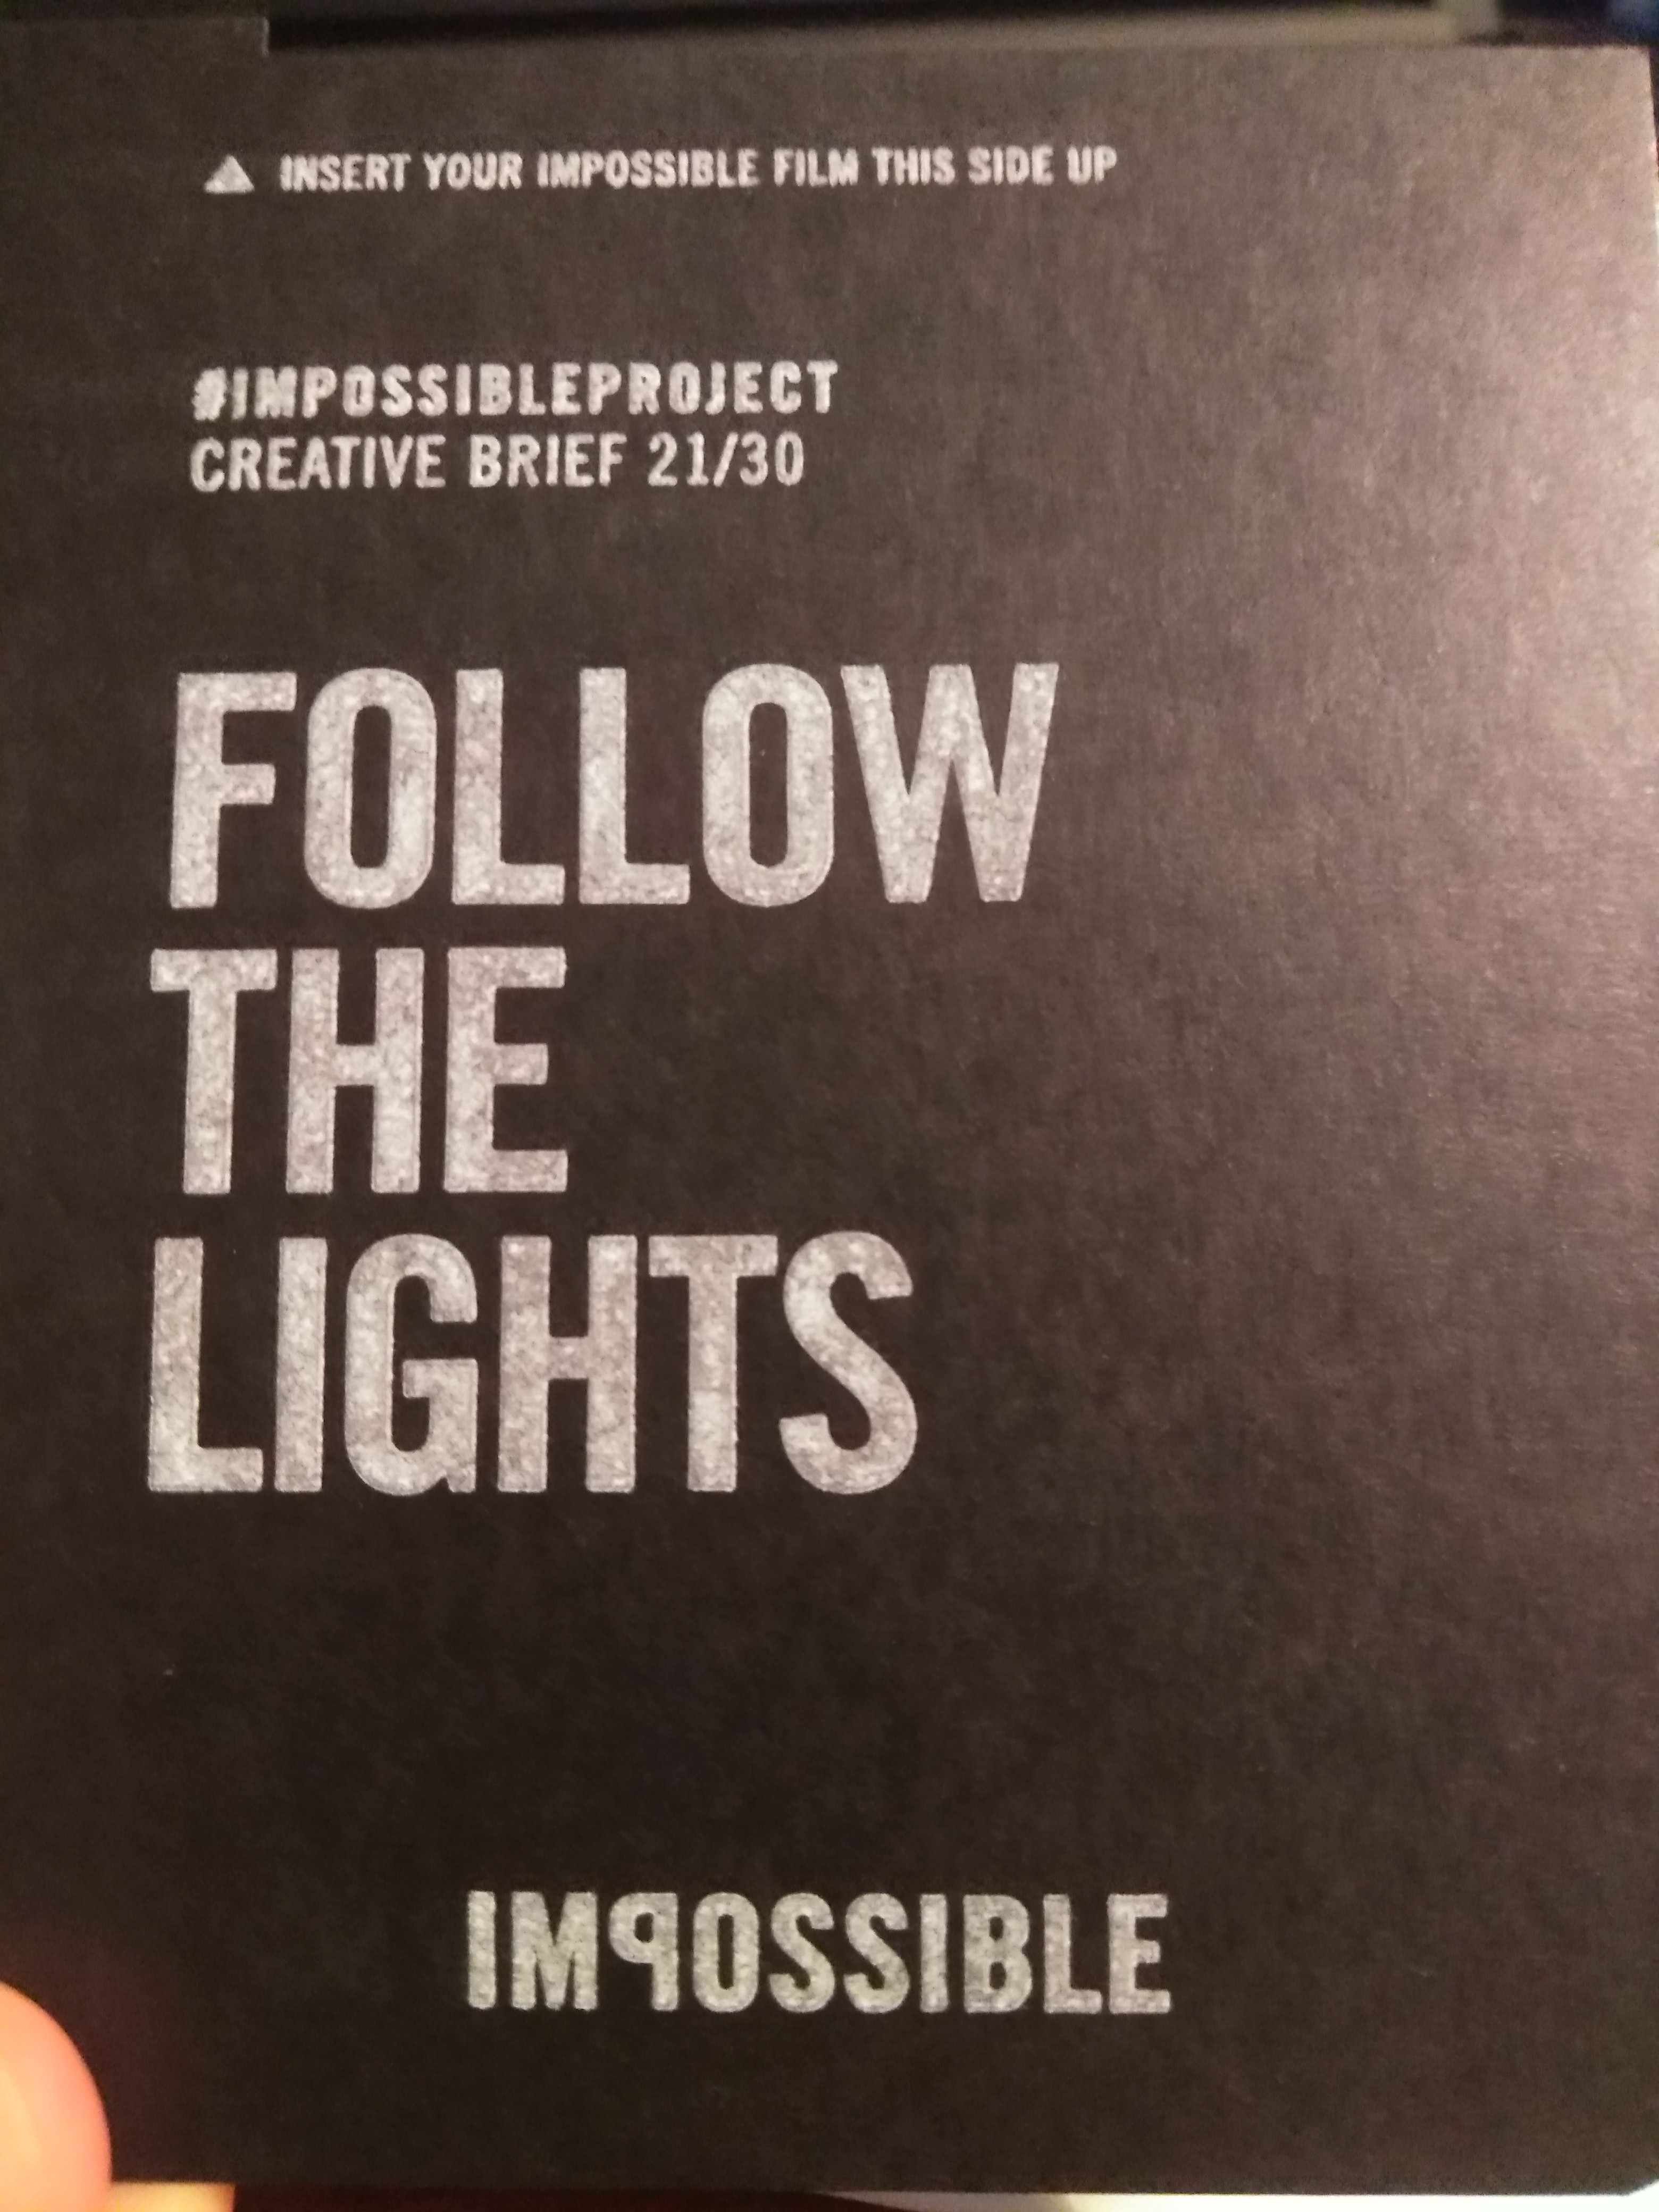 ▲ INSERT YOUR IMPOSSIBLE FILM THIS SIDE UP
#IMPOSSIBLEPROJECT
CREATIVE BRIEF 21/30
FOLLOW
THE
LIGHTS
IMPOSSIBLE